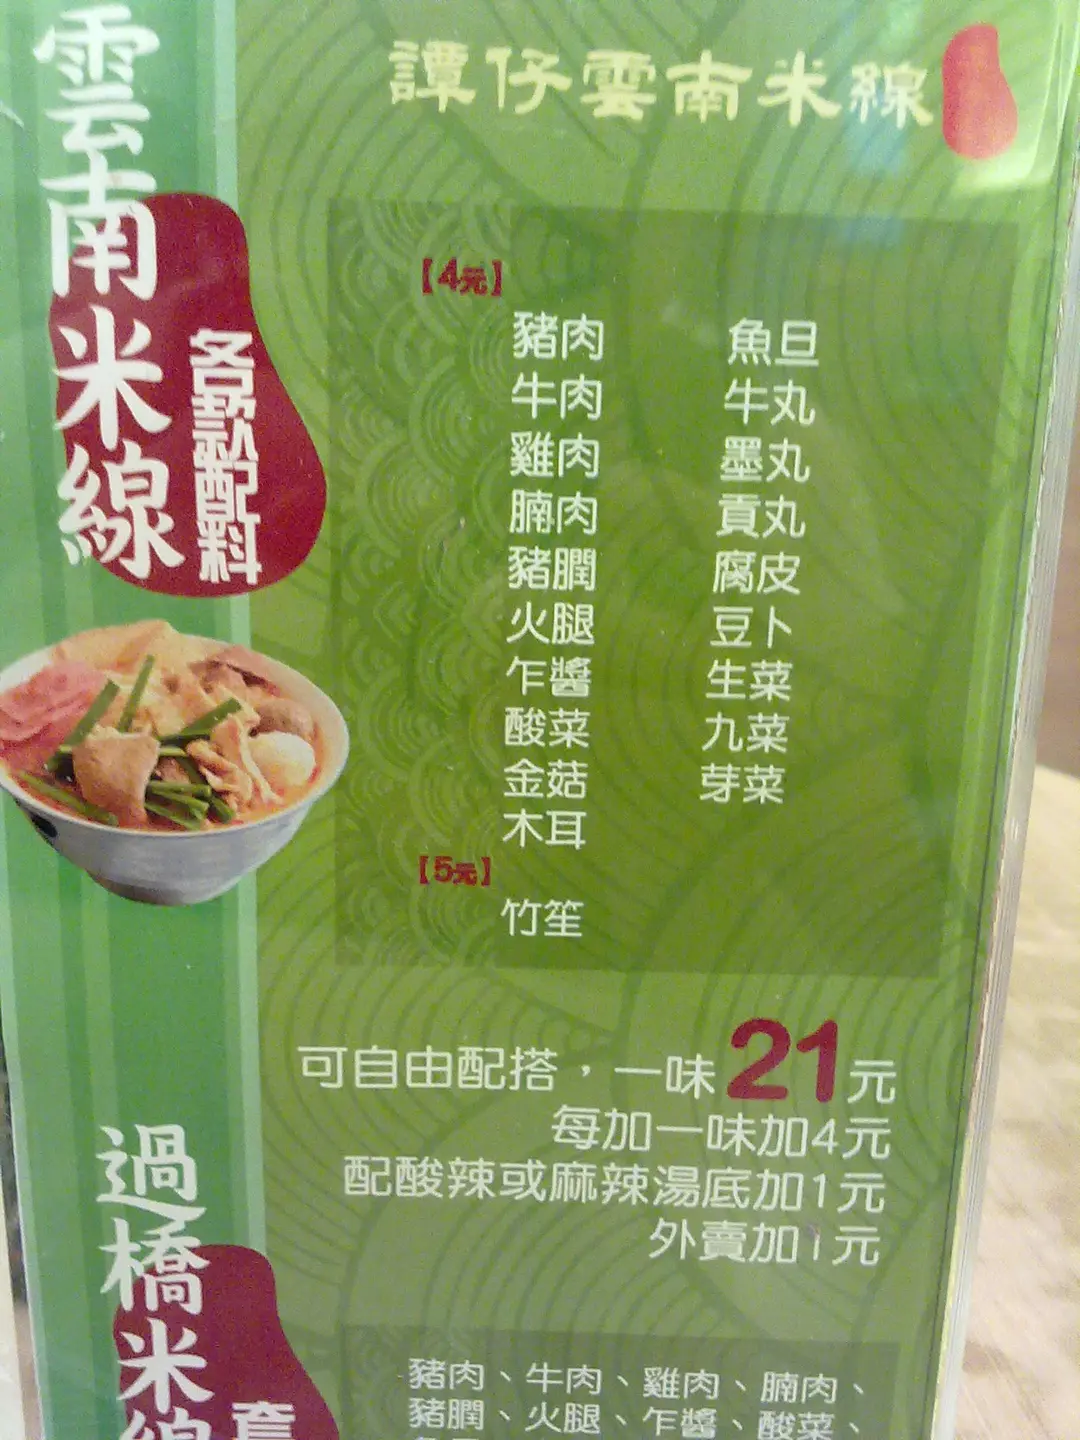 譚仔雲南米線
雲南米線
各款配料
【4元】
豬肉
牛肉
雞肉
腩肉
豬膶
火腿
乍醬
酸菜
金菇
木耳
魚旦
牛丸
墨丸
貢丸
腐皮
豆卜
生菜
九菜
芽菜
【5元】
竹笙
可自由配搭，一味21元
每加一味加4元
配酸辣或麻辣湯底加1元
外賣加1元
過橋米線
豬肉、牛肉、雞肉、腩肉、
豬膶、火腿、乍醬、酸菜、